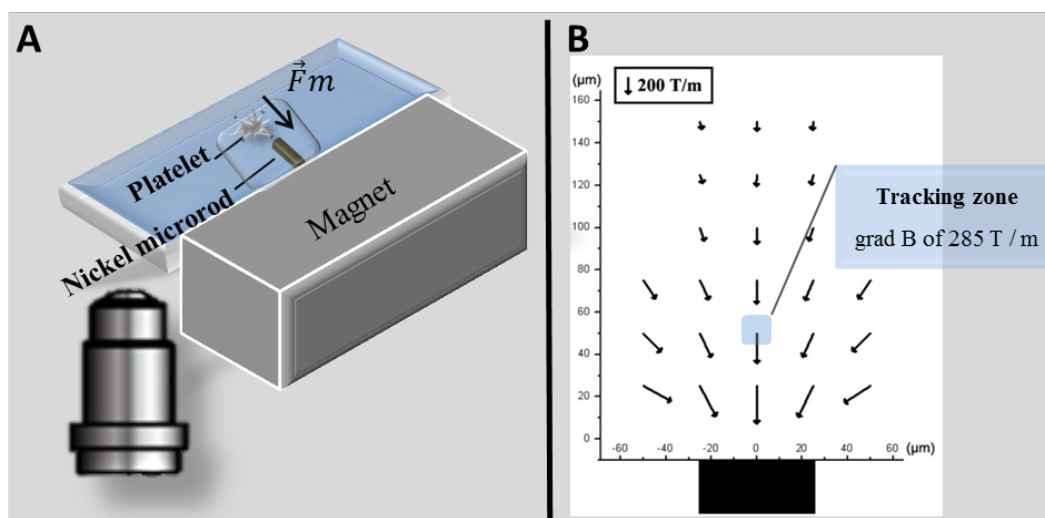 A
F⃗m
Platelet
Nickel microrod
Magnet
B
(µm)
160
140
120
100
80
60
40
20
0
↓ 200 T/m
Tracking zone
grad B of 285 T / m
-60 -40 -20 0 20 40 60 (µm)